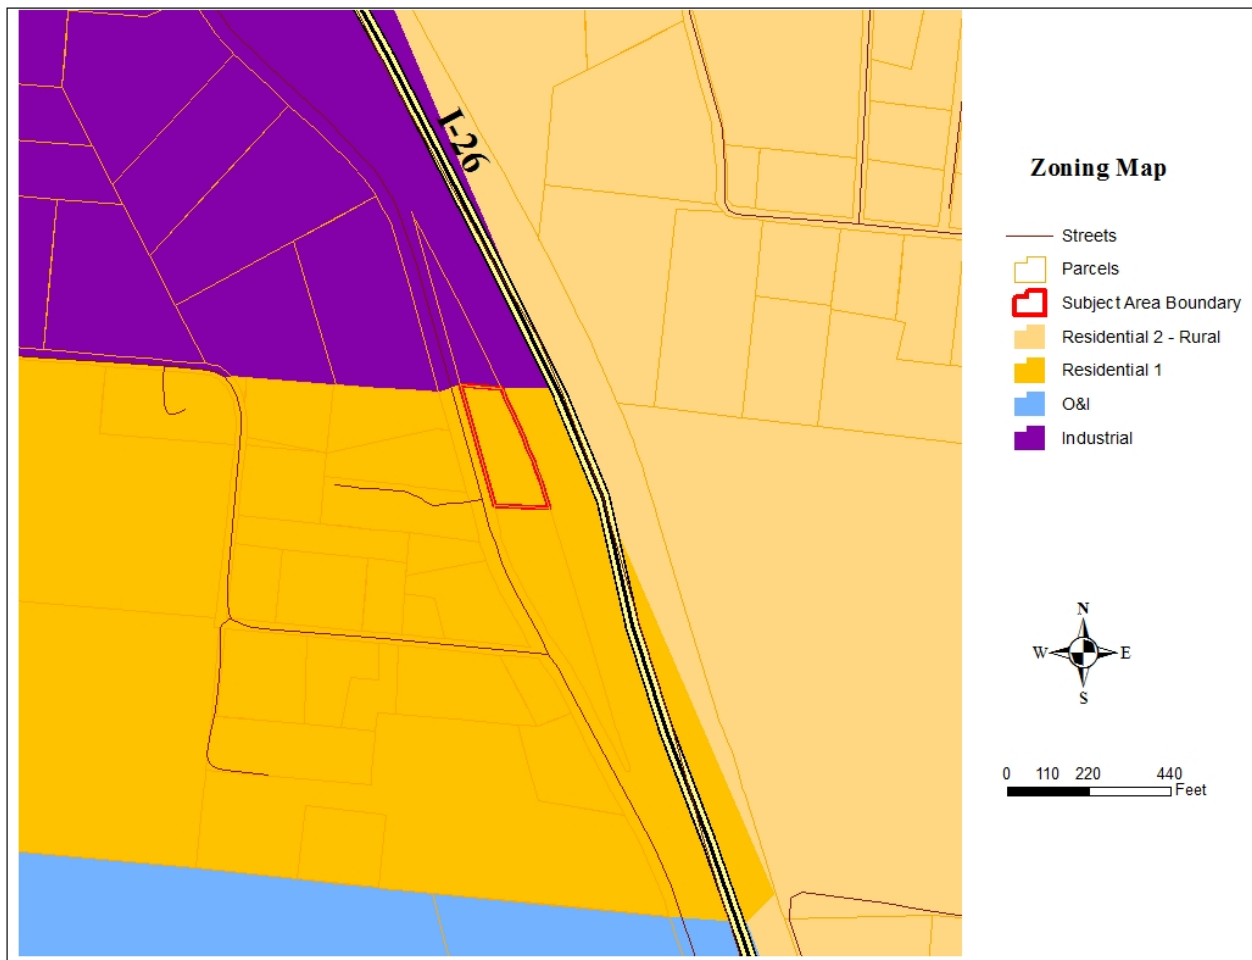 I-26
Zoning Map
Streets
Parcels
Subject Area Boundary
Residential 2 - Rural
Residential 1
O&I
Industrial
N
W E
S
0 110 220 440
Feet